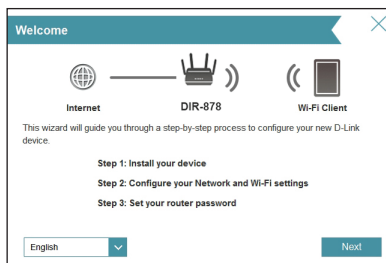 Welcome
Internet
DIR-878
Wi-Fi Client
This wizard will guide you through a step-by-step process to configure your new D-Link
device.
Step 1: Install your device
Step 2: Configure your Network and Wi-Fi settings
Step 3: Set your router password
English
Next